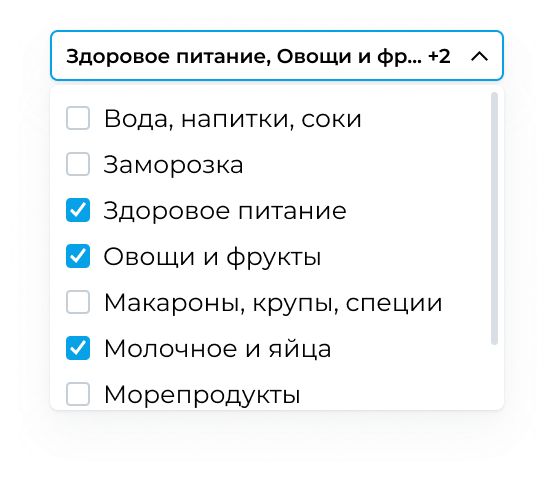 Здоровое питание, Овощи и фр... +2
Вода, напитки, соки
Заморозка
Здоровое питание
Овощи и фрукты
Макароны, крупы, специи
Молочное и яйца
Морепродукты